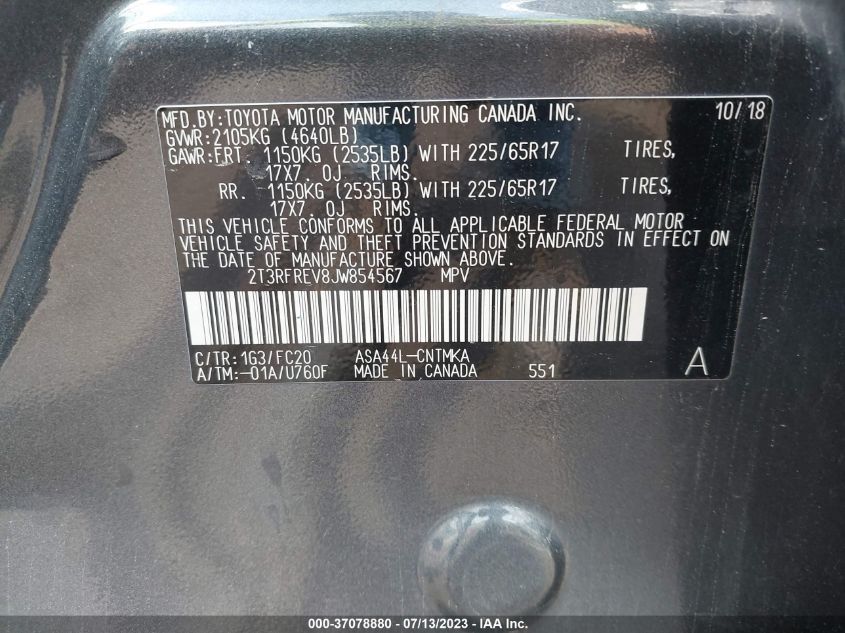 MFD.BY:TOYOTA MOTOR MANUFACTURING CANADA INC. 10/18
GVWR:2105KG (4640LB)
GAWR:FRT. 1150KG (2535LB) WITH 225/65R17 TIRES,
17X7. 0J RIMS.
RR. 1150KG (2535LB) WITH 225/65R17 TIRES,
17X7. 0J RIMS.
THIS VEHICLE CONFORMS TO ALL APPLICABLE FEDERAL MOTOR
VEHICLE SAFETY AND THEFT PREVENTION STANDARDS IN EFFECT ON
THE DATE OF MANUFACTURE SHOWN ABOVE.
2T3RFREV8JW854567 MPV
C/TR:1G3/FC20 ASA44L-CNTMKA
A/TM:-01A/U760F MADE IN CANADA 551 A
000-37078880 - 07/13/2023 - IAA Inc.